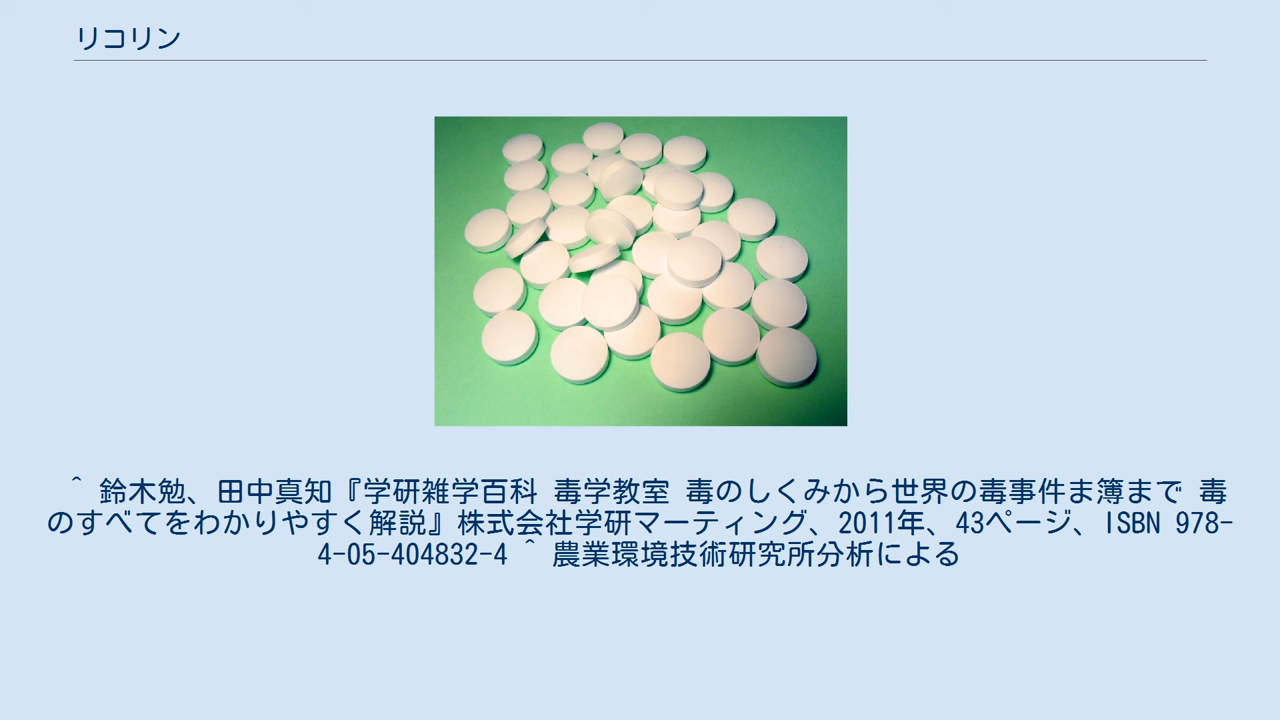 リコリン
^ 鈴木勉、田中真知『学研雑学百科 毒学教室 毒のしくみから世界の毒事件ま簿まで 毒
のすべてをわかりやすく解説』株式会社学研マーティング、2011年、43ページ、ISBN 978-
4-05-404832-4 ^ 農業環境技術研究所分析による